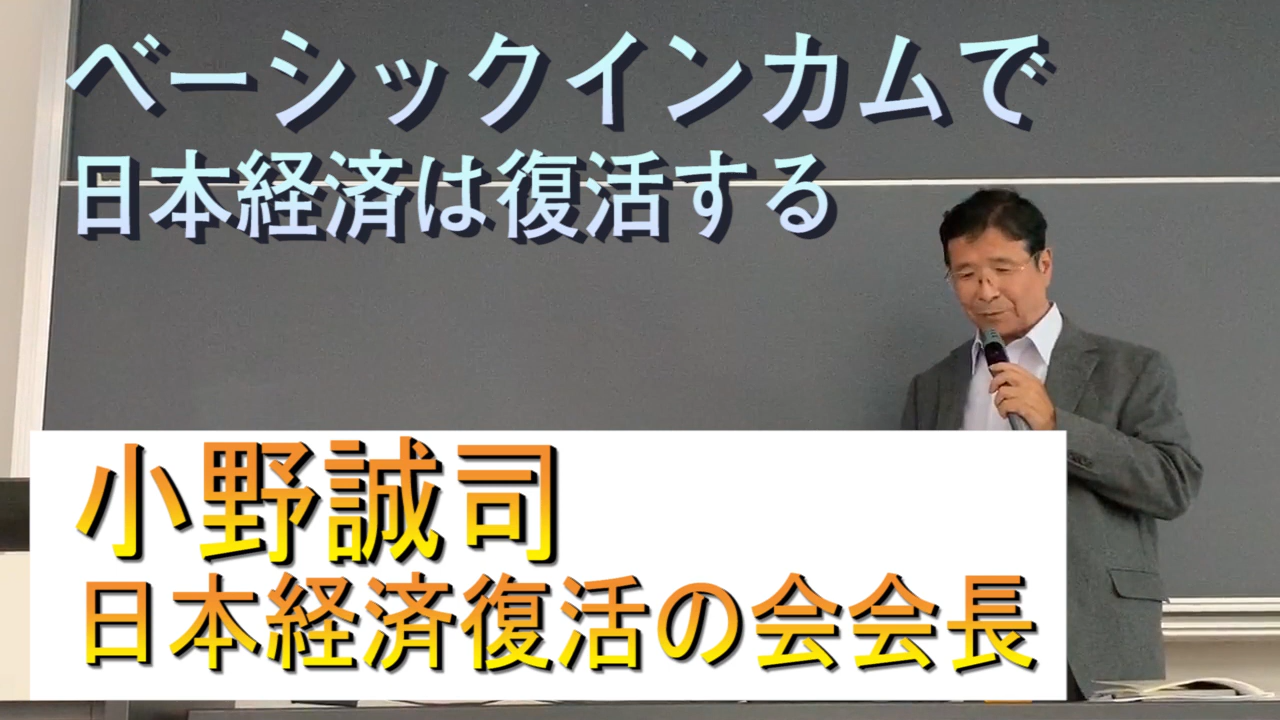 ベーシックインカムで
日本経済は復活する
小野誠司
日本経済復活の会会長